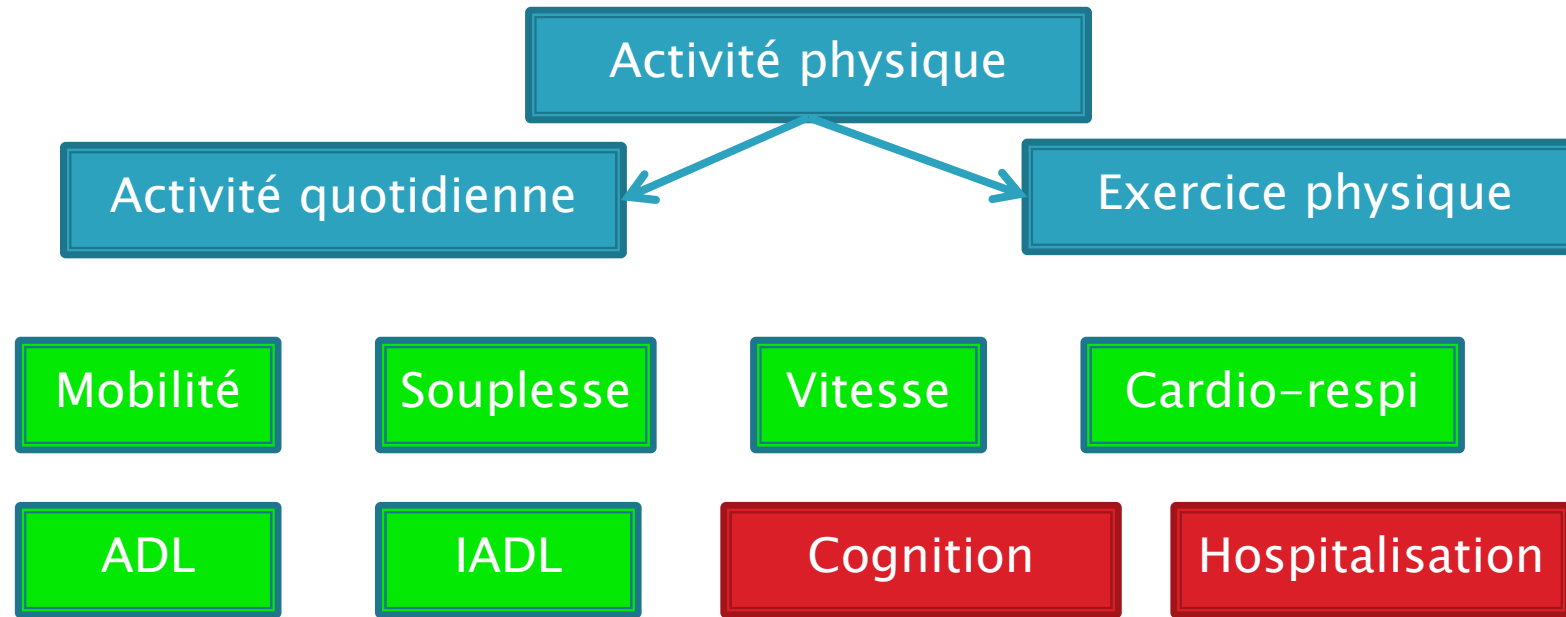 Activité physique
Activité quotidienne
Exercice physique
Mobilité
Souplesse
Vitesse
Cardio-respi
ADL
IADL
Cognition
Hospitalisation